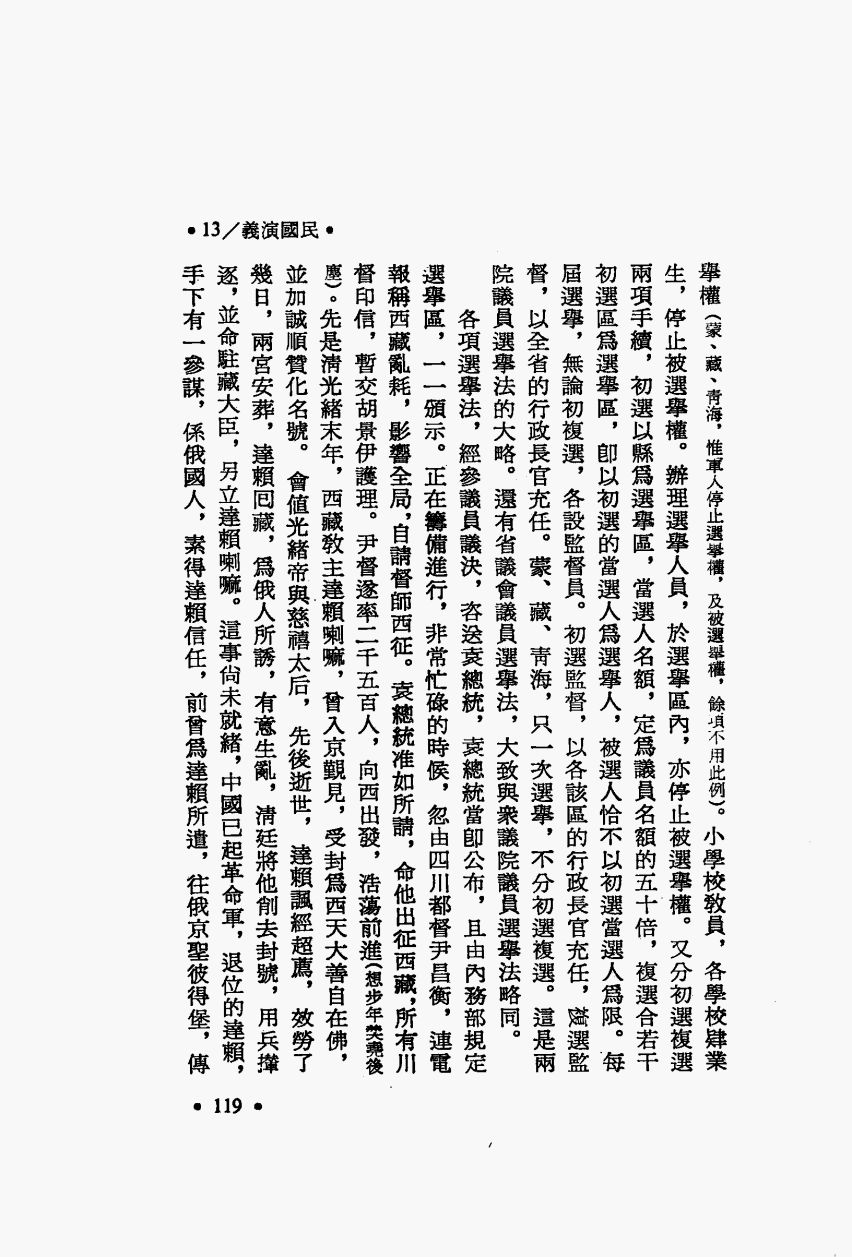 •13/義演國民•
舉權（蒙、藏、青海，惟軍人停止選舉權，及被選舉權，餘項不用此例）。小學校敎員，各學校肄業
生，停止被選舉權。辦理選舉人員，於選舉區內，亦停止被選舉權。又分初選複選
兩項手續，初選以縣爲選舉區，當選人名額，定爲議員名額的五十倍，複選合若干
初選區爲選舉區，卽以初選的當選人爲選舉人，被選人恰不以初選當選人爲限。每
屆選舉，無論初複選，各設監督員。初選監督，以各該區的行政長官充任，選監
督，以全省的行政長官充任。蒙、藏、靑海，只一次選舉，不分初選複選。這是兩
院議員選舉法的大略。還有省議會議員選舉法，大致與衆議院議員選舉法略同。
各項選舉法，經參議員議決，咨送袁總統，袁總統當卽公布，且由內務部規定
選舉區，一一頒示。正在籌備進行，非常忙碌的時候，忽由四川都督尹昌衡，連電
報稱西藏亂耗，影響全局，自請督師西征。袁總統准如所請，命他出征西藏，所有川
督印信，暫交胡景伊護理。尹督遂率二千五百人，向西出發，浩蕩前進（想步年羹堯後
塵）。先是清光緒末年，西藏敎主達賴喇嘛，曾入京覲見，受封爲西天大善自在佛，
並加誠順贊化名號。會值光緒帝與慈禧太后，先後逝世，達賴諷經超薦，效勞了
幾日，兩宮安葬，達賴回藏，爲俄人所誘，有意生亂，清廷將他削去封號，用兵攆
逐，並命駐藏大臣，另立達賴喇嘛。這事尙未就緒，中國已起革命軍，退位的達賴，
手下有一參謀，係俄國人，素得達賴信任，前曾爲達賴所遣，往俄京聖彼得堡，傳
•119•